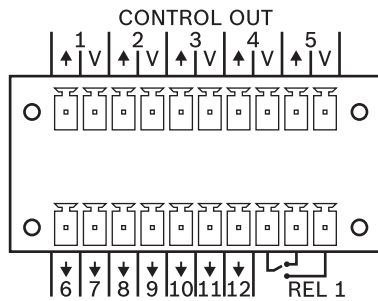 CONTROL OUT
1 2 3 4 5
V V V V V
6 7 8 9 10 11 12 REL 1